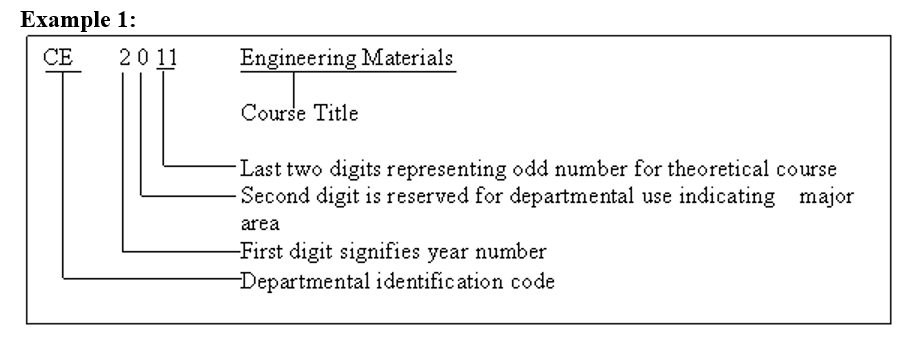 Example 1:
CE 2 0 11 Engineering Materials
Course Title
Last two digits representing odd number for theoretical course
Second digit is reserved for departmental use indicating major
area
First digit signifies year number
Departmental identification code